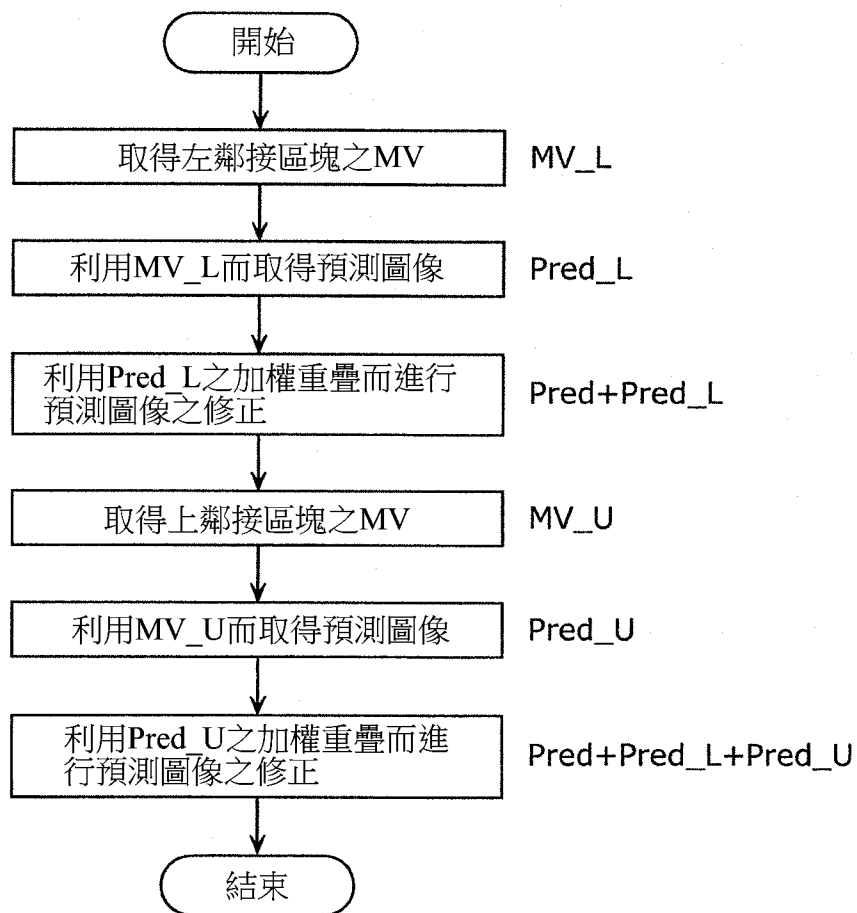 開始
取得左鄰接區塊之MV
MV_L
利用MV_L而取得預測圖像
Pred_L
利用Pred_L之加權重疊而進行
預測圖像之修正
Pred+Pred_L
取得上鄰接區塊之MV
MV_U
利用MV_U而取得預測圖像
Pred_U
利用Pred_U之加權重疊而進
行預測圖像之修正
Pred+Pred_L+Pred_U
結束